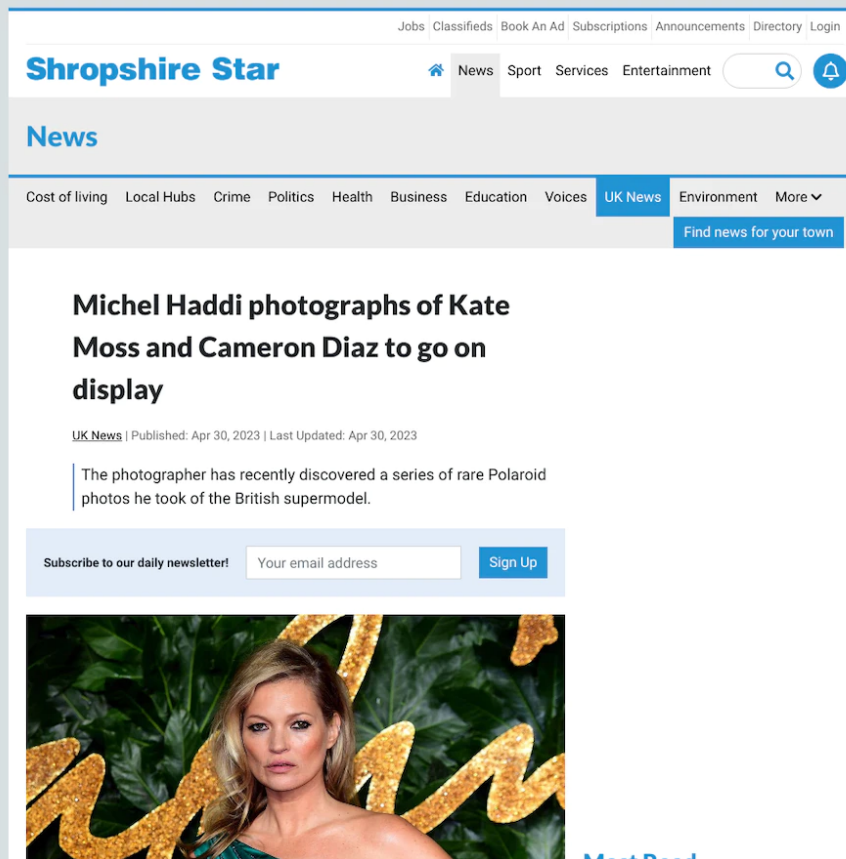 Jobs Classifieds Book An Ad Subscriptions Announcements Directory Login
Shropshire Star
News Sport Services Entertainment
News
Cost of living Local Hubs Crime Politics Health Business Education Voices UK News Environment More
Find news for your town
Michel Haddi photographs of Kate
Moss and Cameron Diaz to go on
display
UK News | Published: Apr 30, 2023 | Last Updated: Apr 30, 2023
The photographer has recently discovered a series of rare Polaroid
photos he took of the British supermodel.
Subscribe to our daily newsletter! Your email address Sign Up
Most Read